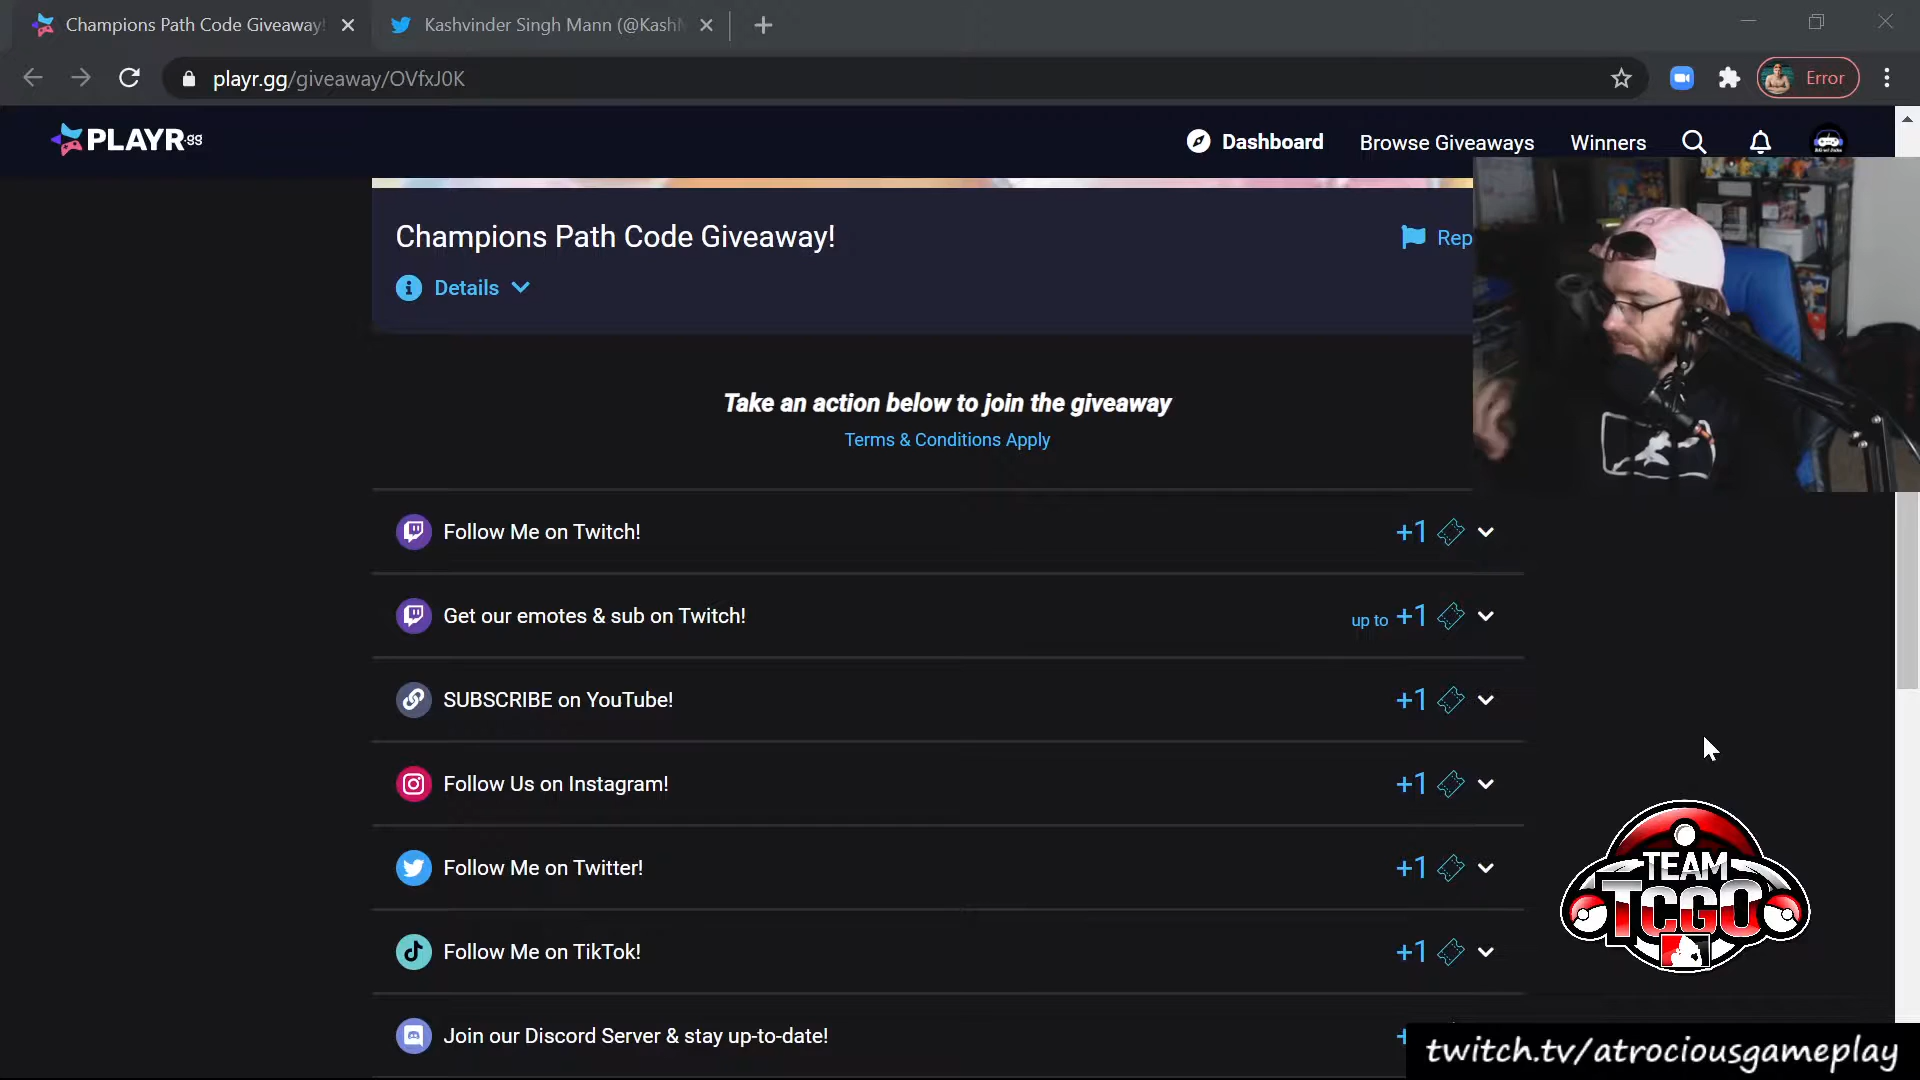 Champions Path Code Giveaway!
Kashvinder Singh Mann (@Kash
playr.gg/giveaway/OVfxJ0K
Error
PLAYR.gg
Dashboard
Browse Giveaways
Winners
Champions Path Code Giveaway!
Rep
Details
Take an action below to join the giveaway
Terms & Conditions Apply
Follow Me on Twitch!
+1
Get our emotes & sub on Twitch!
up to +1
SUBSCRIBE on YouTube!
+1
Follow Us on Instagram!
+1
Follow Me on Twitter!
+1
Follow Me on TikTok!
+1
Join our Discord Server & stay up-to-date!
+
TEAM
TCGO
twitch.tv/atrociousgameplay